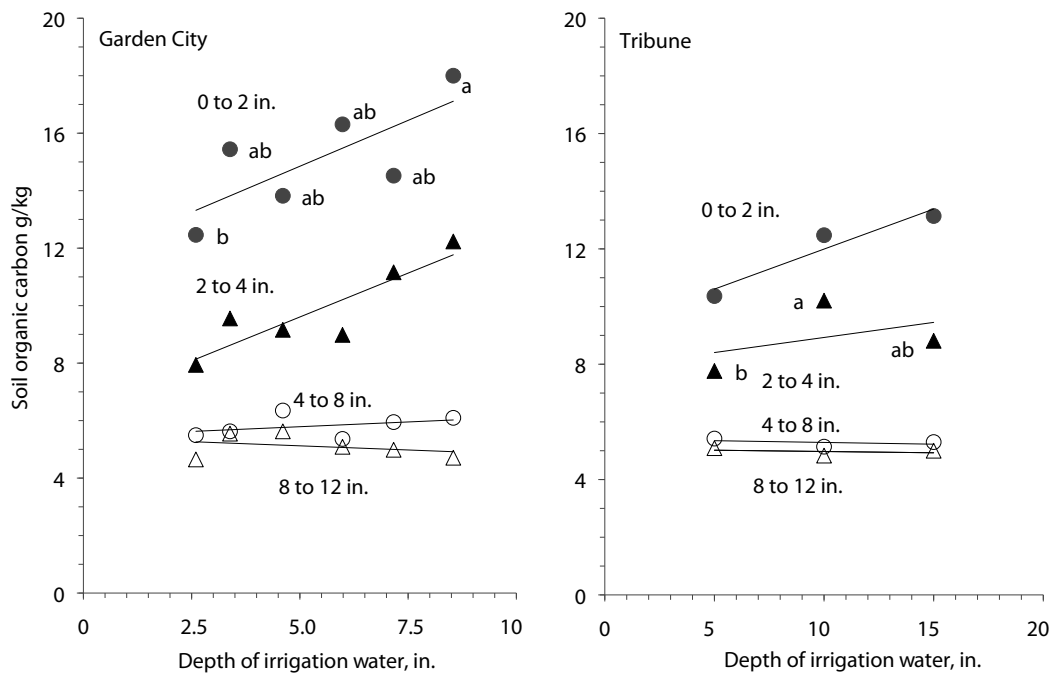 Garden City
Soil organic carbon g/kg
20
16
12
8
4
0
0 to 2 in.
a
ab
ab
ab
ab
b
2 to 4 in.
4 to 8 in.
8 to 12 in.
0
2.5
5.0
7.5
10
Depth of irrigation water, in.
Tribune
20
16
12
8
4
0
0 to 2 in.
a
ab
b
2 to 4 in.
4 to 8 in.
8 to 12 in.
0
5
10
15
20
Depth of irrigation water, in.